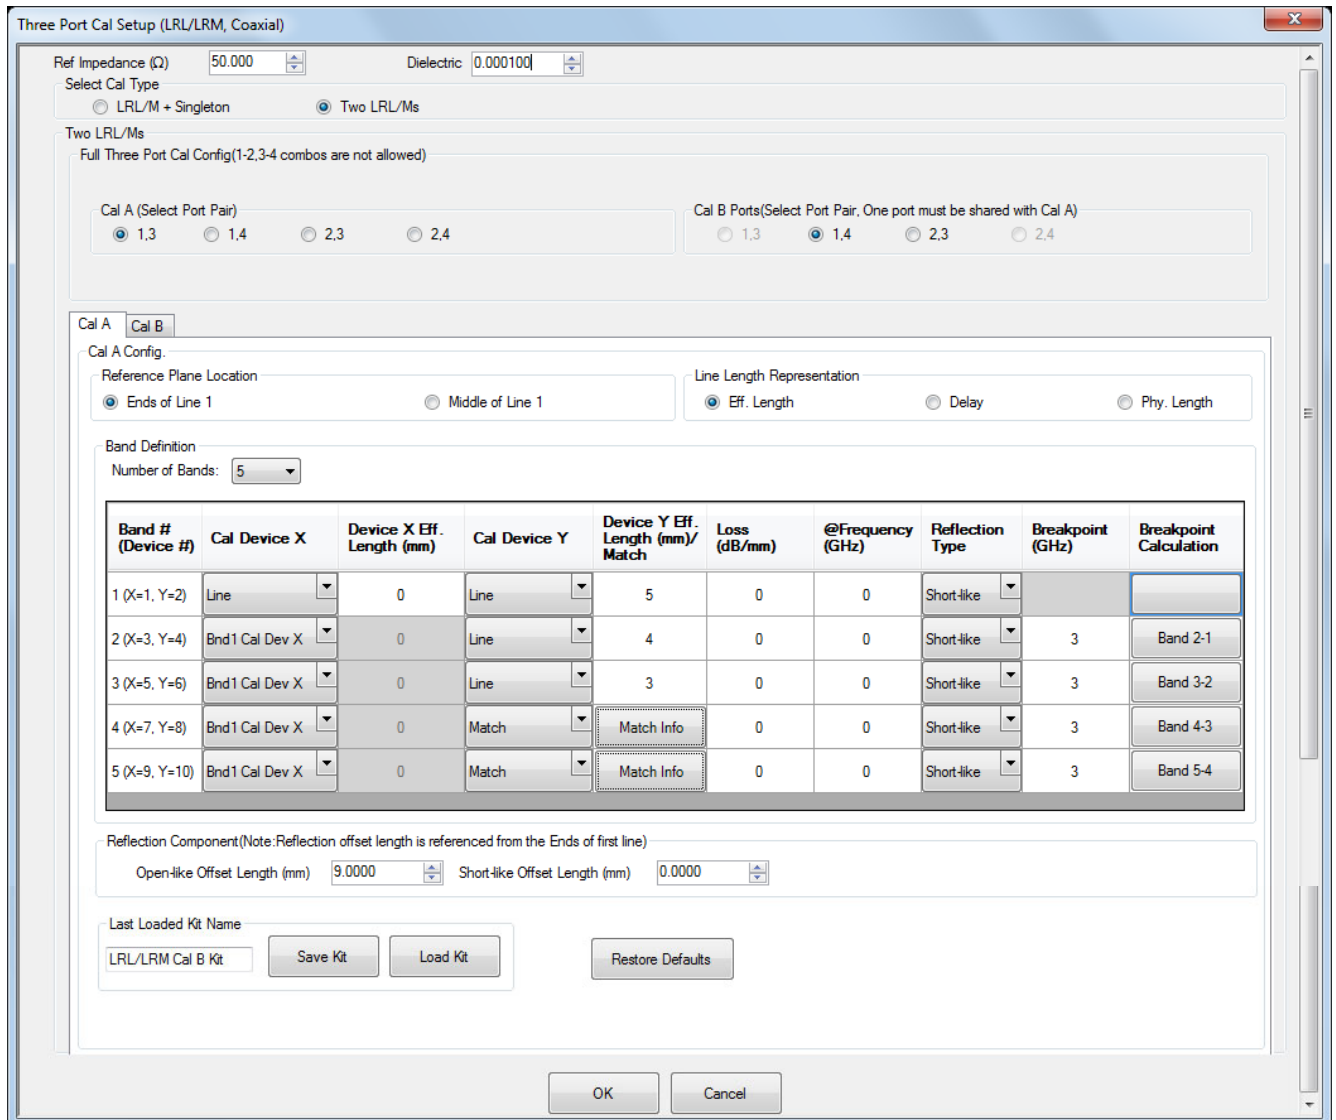 Three Port Cal Setup (LRL/LRM, Coaxial)
Ref Impedance (Ω) 50.000 Dielectric 0.000100
Select Cal Type
LRL/M + Singleton Two LRL/Ms
Two LRL/Ms
Full Three Port Cal Config(1-2,3-4 combos are not allowed)
Cal A (Select Port Pair) Cal B Ports(Select Port Pair, One port must be shared with Cal A)
1,3 1,4 2,3 2,4 1,3 1,4 2,3 2,4
Cal A Cal B
Cal A Config.
Reference Plane Location Line Length Representation
Ends of Line 1 Middle of Line 1 Eff. Length Delay Phy. Length
Band Definition
Number of Bands: 5
Band # (Device #) Cal Device X Device X Eff. Length (mm) Cal Device Y Device Y Eff. Length (mm)/ Match Loss (dB/mm) @Frequency (GHz) Reflection Type Breakpoint (GHz) Breakpoint Calculation
1 (X=1, Y=2) Line 0 Line 5 0 0 Short-like
2 (X=3, Y=4) Bnd1 Cal Dev X 0 Line 4 0 0 Short-like 3 Band 2-1
3 (X=5, Y=6) Bnd1 Cal Dev X 0 Line 3 0 0 Short-like 3 Band 3-2
4 (X=7, Y=8) Bnd1 Cal Dev X 0 Match Match Info 0 0 Short-like 3 Band 4-3
5 (X=9, Y=10) Bnd1 Cal Dev X 0 Match Match Info 0 0 Short-like 3 Band 5-4
Reflection Component(Note:Reflection offset length is referenced from the Ends of first line)
Open-like Offset Length (mm) 9.0000 Short-like Offset Length (mm) 0.0000
Last Loaded Kit Name
LRL/LRM Cal B Kit Save Kit Load Kit Restore Defaults
OK Cancel